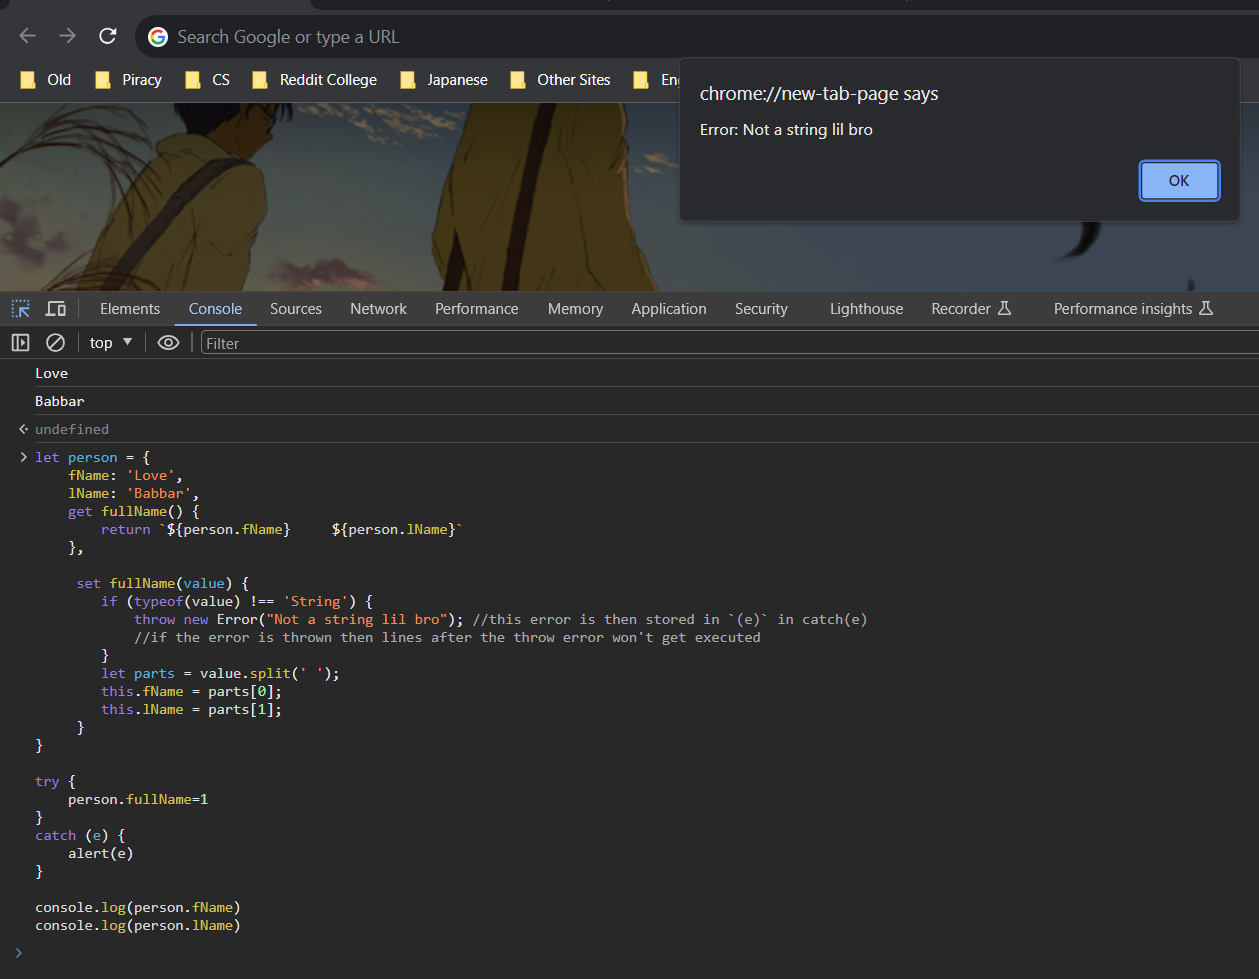 Search Google or type a URL
Old Piracy CS Reddit College Japanese Other Sites
chrome://new-tab-page says
Error: Not a string lil bro
OK
Elements Console Sources Network Performance Memory Application Security Lighthouse Recorder Performance insights
top Filter
Love
Babbar
undefined
let person = {
    fName: 'Love',
    lName: 'Babbar',
    get fullName() {
        return `${person.fName}     ${person.lName}`
    },
     set fullName(value) {
        if (typeof(value) !== 'String') {
            throw new Error("Not a string lil bro"); //this error is then stored in `(e)` in catch(e)
            //if the error is thrown then lines after the throw error won't get executed
        }
        let parts = value.split(' ');
        this.fName = parts[0];
        this.lName = parts[1];
     }
}
try {
    person.fullName=1
}
catch (e) {
    alert(e)
}
console.log(person.fName)
console.log(person.lName)